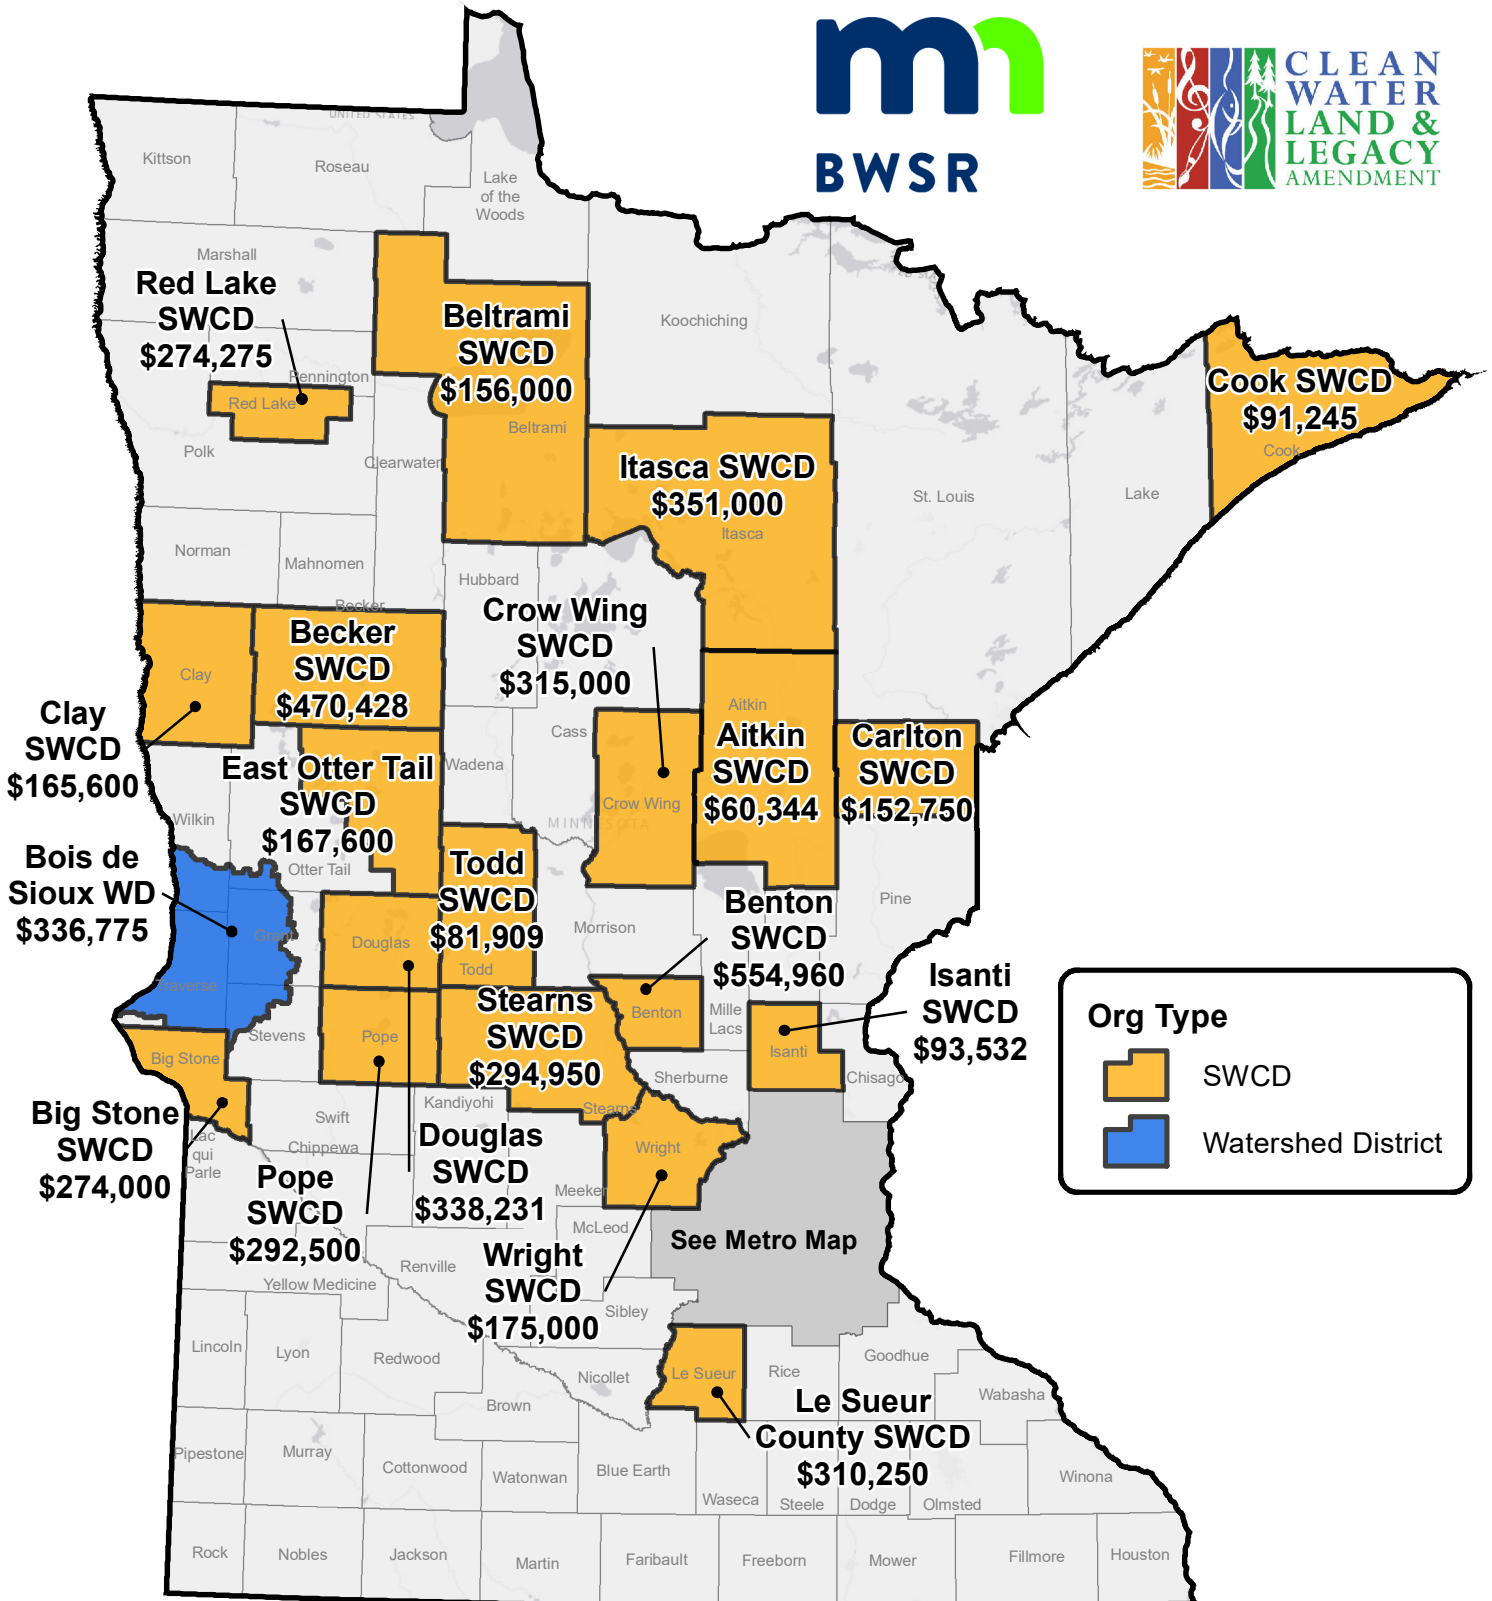 BWSR
CLEAN
WATER
LAND &
LEGACY
AMENDMENT
UNITED STATES
Kittson
Roseau
Lake
of the
Woods
Marshall
Red Lake
SWCD
$274,275
Pennington
Red Lake
Polk
Clearwater
Beltrami
SWCD
$156,000
Beltrami
Koochiching
Itasca SWCD
$351,000
Itasca
St. Louis
Lake
Cook SWCD
$91,245
Cook
Norman
Mahnomen
Hubbard
Becker
Becker
SWCD
$470,428
Clay
Clay
SWCD
$165,600
Crow Wing
SWCD
$315,000
Cass
Crow Wing
MINNESOTA
Aitkin
Aitkin
SWCD
$60,344
Carlton
SWCD
$152,750
East Otter Tail
SWCD
$167,600
Otter Tail
Wadena
Wilkin
Bois de
Sioux WD
$336,775
Grant
Traverse
Todd
SWCD
$81,909
Todd
Douglas
Morrison
Pine
Benton
SWCD
$554,960
Benton
Mille
Lacs
Isanti
SWCD
$93,532
Isanti
Chisago
Sherburne
Stearns
SWCD
$294,950
Stearns
Stevens
Pope
Big Stone
Big Stone
SWCD
$274,000
Lac
qui
Parle
Swift
Chippewa
Kandiyohi
Pope
SWCD
$292,500
Douglas
SWCD
$338,231
Wright
Meeker
McLeod
Wright
SWCD
$175,000
See Metro Map
Org Type
SWCD
Watershed District
Renville
Yellow Medicine
Sibley
Lincoln
Lyon
Redwood
Nicollet
Brown
Le Sueur
Rice
Goodhue
Wabasha
Le Sueur
County SWCD
$310,250
Pipestone
Murray
Cottonwood
Watonwan
Blue Earth
Waseca
Steele
Dodge
Olmsted
Winona
Rock
Nobles
Jackson
Martin
Faribault
Freeborn
Mower
Fillmore
Houston